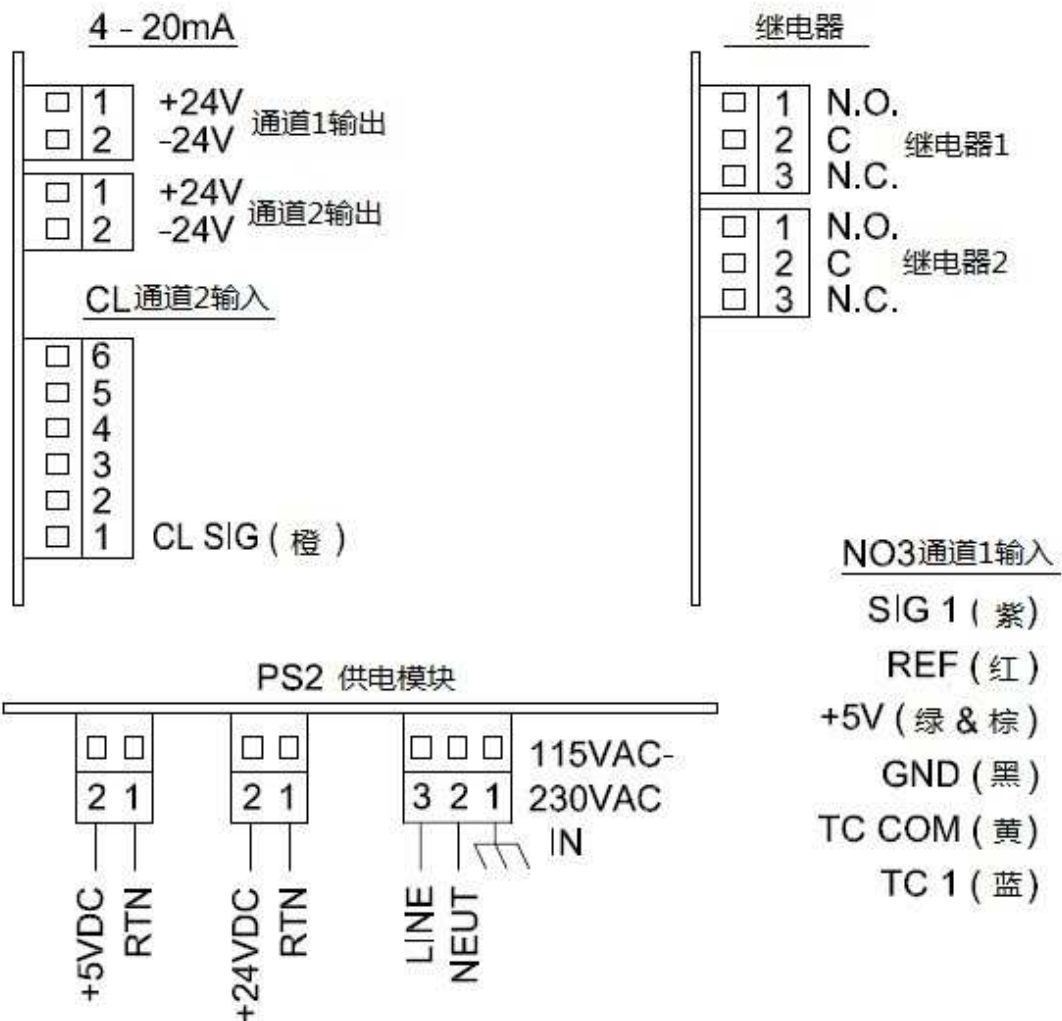 4 - 20mA
1 +24V
2 -24V
通道1输出
1 +24V
2 -24V
通道2输出
CL通道2输入
6
5
4
3
2
1 CL SIG ( 橙 )
继电器
1 N.O.
2 C
3 N.C.
继电器1
1 N.O.
2 C
3 N.C.
继电器2
NO3通道1输入
SIG 1 ( 紫)
REF ( 红 )
+5V ( 绿 & 棕 )
GND ( 黑 )
TC COM ( 黄 )
TC 1 ( 蓝 )
PS2 供电模块
2 1
+5VDC
RTN
2 1
+24VDC
RTN
3 2 1
LINE
NEUT
115VAC-
230VAC
IN